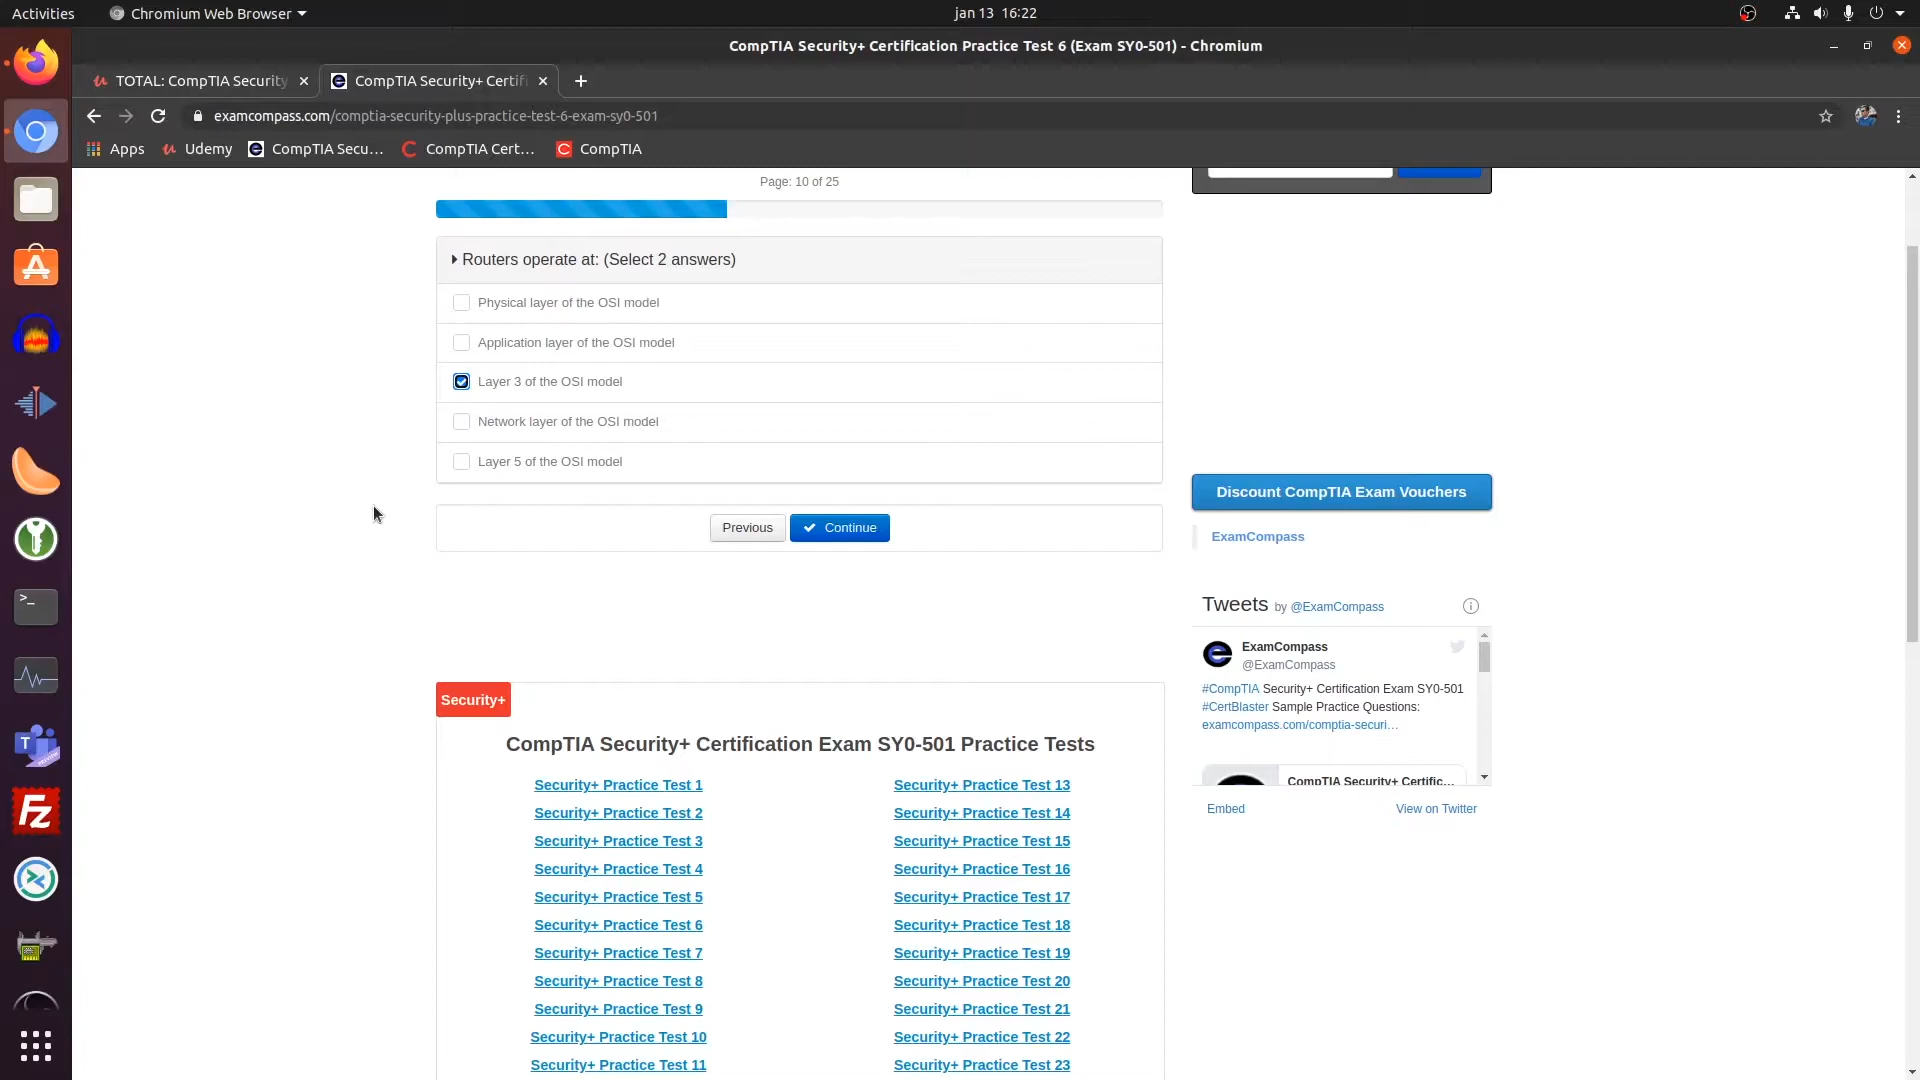 Activities
Chromium Web Browser
jan 13 16:22
CompTIA Security+ Certification Practice Test 6 (Exam SY0-501) - Chromium
TOTAL: CompTIA Security
CompTIA Security+ Certifi
examcompass.com/comptia-security-plus-practice-test-6-exam-sy0-501
Apps
Udemy
CompTIA Secu...
CompTIA Cert...
CompTIA
Page: 10 of 25
Routers operate at: (Select 2 answers)
Physical layer of the OSI model
Application layer of the OSI model
Layer 3 of the OSI model
Network layer of the OSI model
Layer 5 of the OSI model
Previous
Continue
Discount CompTIA Exam Vouchers
ExamCompass
Tweets by @ExamCompass
ExamCompass
@ExamCompass
#CompTIA Security+ Certification Exam SY0-501
#CertBlaster Sample Practice Questions:
examcompass.com/comptia-securi…
CompTIA Security+ Certific...
Embed
View on Twitter
Security+
CompTIA Security+ Certification Exam SY0-501 Practice Tests
Security+ Practice Test 1
Security+ Practice Test 13
Security+ Practice Test 2
Security+ Practice Test 14
Security+ Practice Test 3
Security+ Practice Test 15
Security+ Practice Test 4
Security+ Practice Test 16
Security+ Practice Test 5
Security+ Practice Test 17
Security+ Practice Test 6
Security+ Practice Test 18
Security+ Practice Test 7
Security+ Practice Test 19
Security+ Practice Test 8
Security+ Practice Test 20
Security+ Practice Test 9
Security+ Practice Test 21
Security+ Practice Test 10
Security+ Practice Test 22
Security+ Practice Test 11
Security+ Practice Test 23